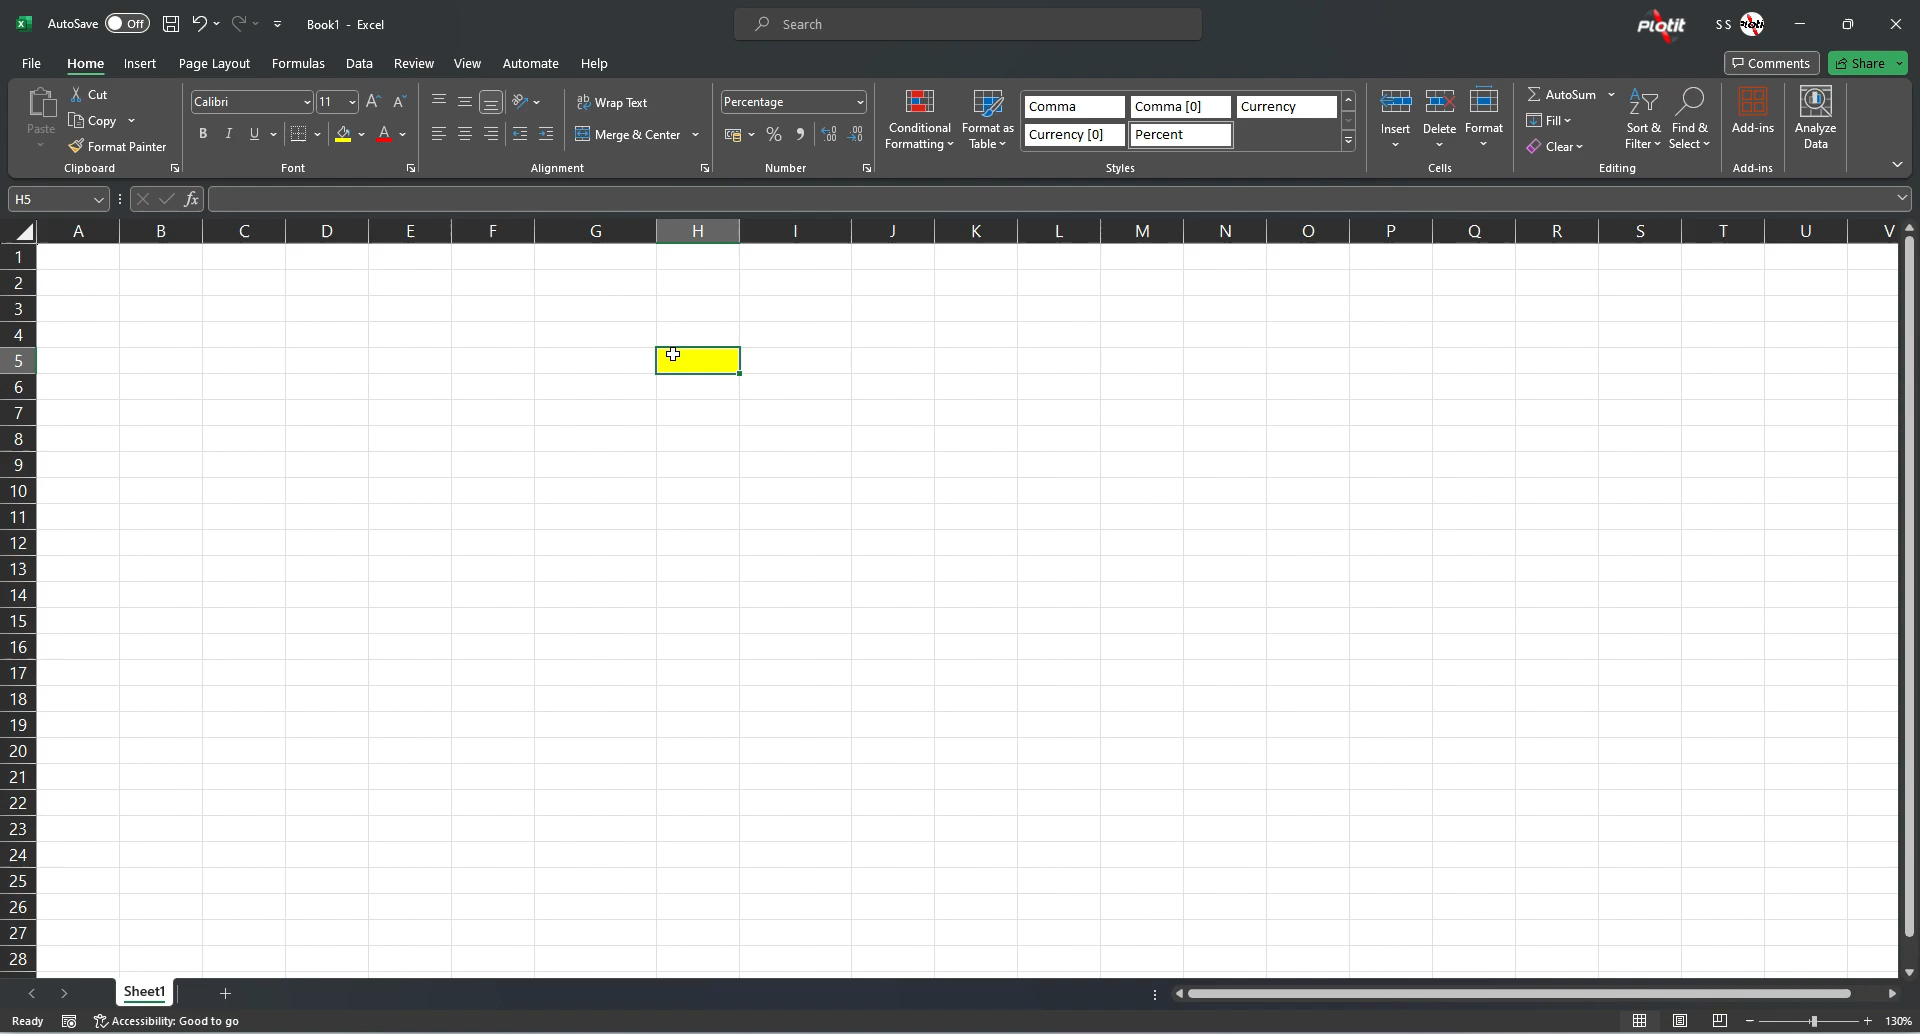 AutoSave Off Book1 - Excel Search Plotit S S
File Home Insert Page Layout Formulas Data Review View Automate Help Comments Share
Paste Cut Copy Format Painter Clipboard
Calibri 11 B I U A Font
Wrap Text Merge & Center Alignment
Percentage % Number
Conditional Formatting Format as Table
Comma Comma [0] Currency
Currency [0] Percent
Styles
Insert Delete Format Cells
AutoSum Fill Clear Sort & Filter Find & Select Editing
Add-ins Add-ins
Analyze Data
H5 fx
A B C D E F G H I J K L M N O P Q R S T U V
1
2
3
4
5
6
7
8
9
10
11
12
13
14
15
16
17
18
19
20
21
22
23
24
25
26
27
28
Sheet1
Ready Accessibility: Good to go 130%